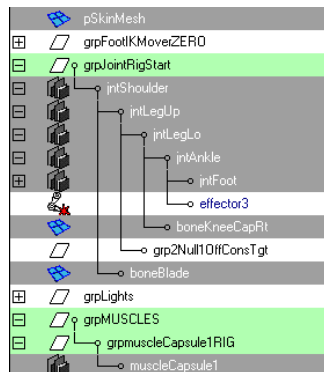 pSkinMesh
grpFootIKMoverZERO
grpJointRigStart
jntShoulder
jntLegUp
jntLegLo
jntAnkle
jntFoot
effector3
boneKneeCapRt
grp2Null1OffConsTgt
boneBlade
grpLights
grpMUSCLES
grpmuscleCapsule1RIG
muscleCapsule1